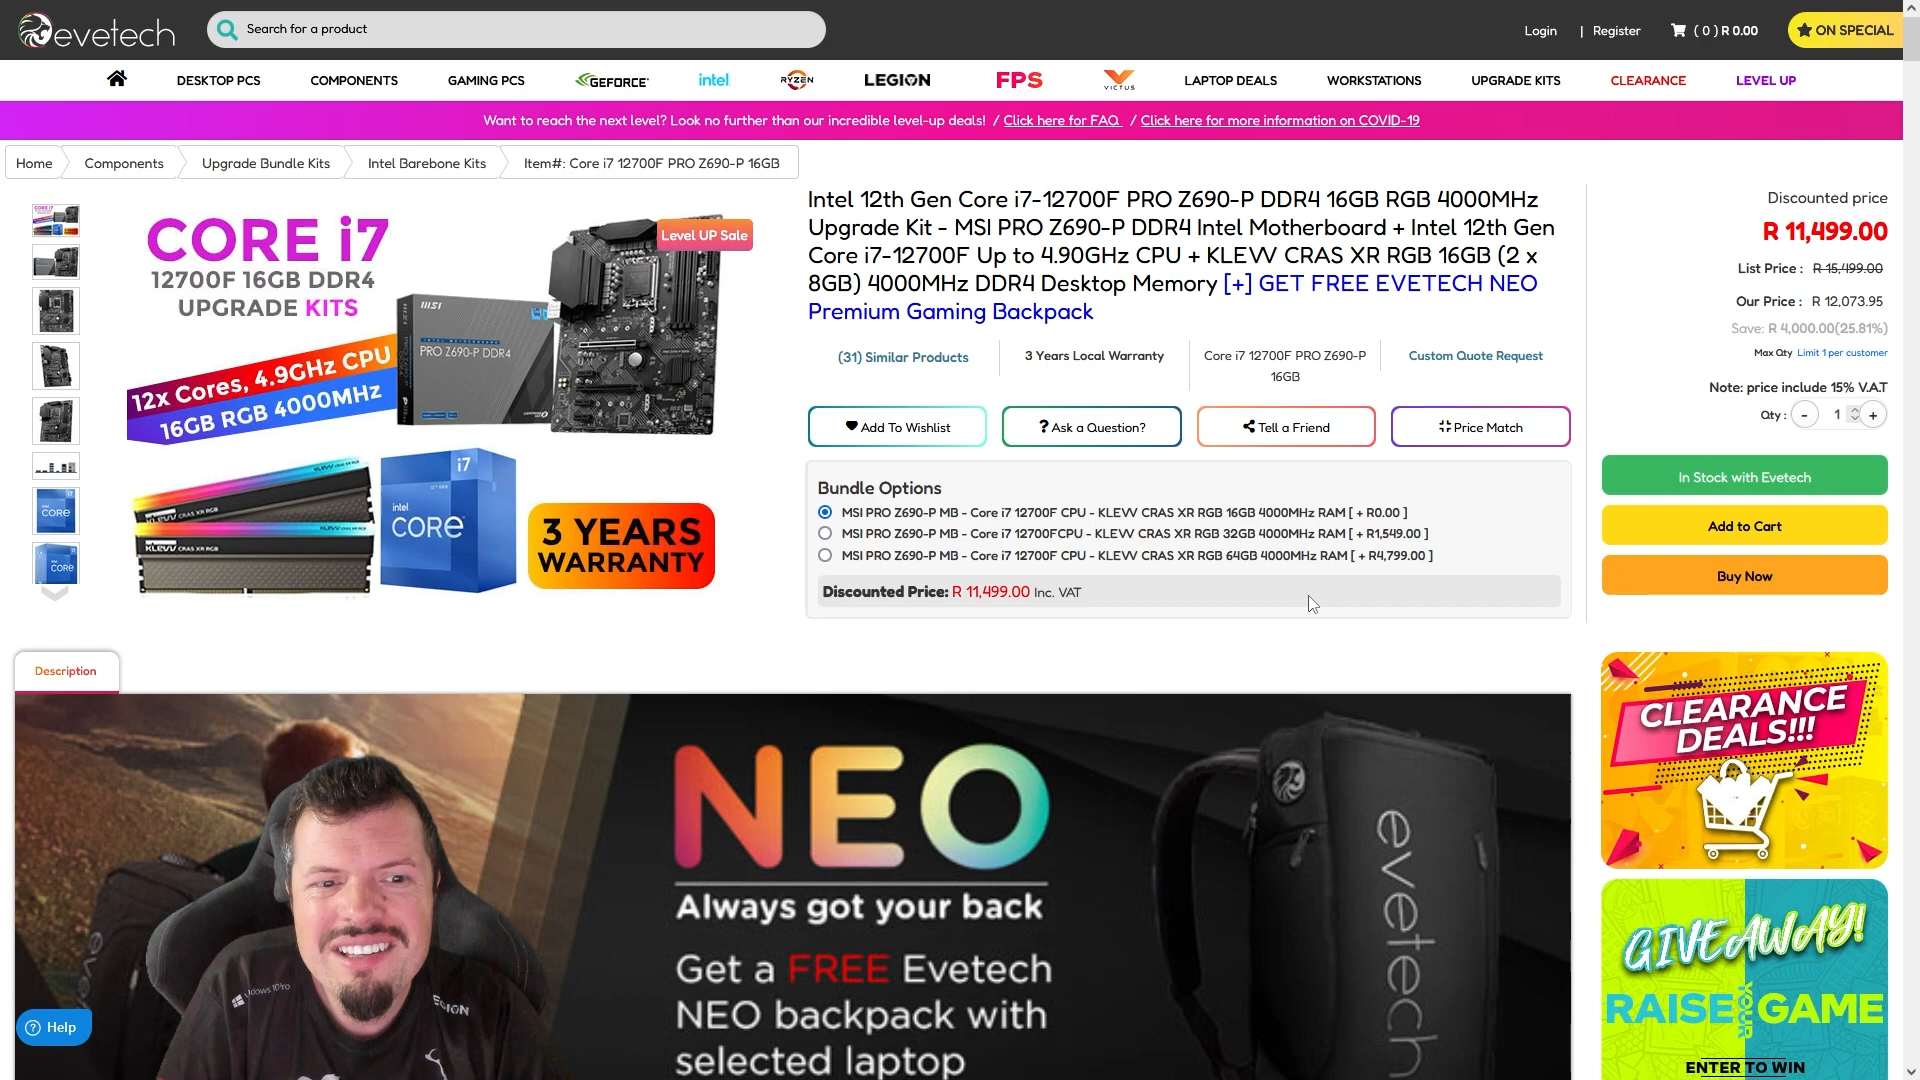 evetech
Search for a product
Login | Register ( 0 ) R 0.00 ON SPECIAL
DESKTOP PCS COMPONENTS GAMING PCS GEFORCE intel RYZEN LEGION FPS VICTUS LAPTOP DEALS WORKSTATIONS UPGRADE KITS CLEARANCE LEVEL UP
Want to reach the next level? Look no further than our incredible level-up deals! / Click here for FAQ / Click here for more information on COVID-19
Home Components Upgrade Bundle Kits Intel Barebone Kits Item#: Core i7 12700F PRO Z690-P 16GB
CORE i7
12700F 16GB DDR4
UPGRADE KITS
Level UP Sale
12x Cores, 4.9GHz CPU
16GB RGB 4000MHz
msi
PRO Z690-P DDR4
KLEVV CRAS XR RGB
KLEVV CRAS XR RGB
i7
intel
CORE
3 YEARS
WARRANTY
Intel 12th Gen Core i7-12700F PRO Z690-P DDR4 16GB RGB 4000MHz
Upgrade Kit - MSI PRO Z690-P DDR4 Intel Motherboard + Intel 12th Gen
Core i7-12700F Up to 4.90GHz CPU + KLEVV CRAS XR RGB 16GB (2 x
8GB) 4000MHz DDR4 Desktop Memory [+] GET FREE EVETECH NEO
Premium Gaming Backpack
(31) Similar Products
3 Years Local Warranty
Core i7 12700F PRO Z690-P
16GB
Custom Quote Request
Add To Wishlist ? Ask a Question? Tell a Friend Price Match
Bundle Options
MSI PRO Z690-P MB - Core i7 12700F CPU - KLEVV CRAS XR RGB 16GB 4000MHz RAM [ + R0.00 ]
MSI PRO Z690-P MB - Core i7 12700FCPU - KLEVV CRAS XR RGB 32GB 4000MHz RAM [ + R1,549.00 ]
MSI PRO Z690-P MB - Core i7 12700F CPU - KLEVV CRAS XR RGB 64GB 4000MHz RAM [ + R4,799.00 ]
Discounted Price: R 11,499.00 Inc. VAT
Discounted price
R 11,499.00
List Price : R 15,499.00
Our Price : R 12,073.95
Save: R 4,000.00(25.81%)
Max Qty Limit 1 per customer
Note: price include 15% V.A.T
Qty : - 1 +
In Stock with Evetech
Add to Cart
Buy Now
Description
NEO
Always got your back
Get a FREE Evetech
NEO backpack with
selected laptop
evetech
Help
CLEARANCE
DEALS!!!
GIVEAWAY!
RAISE YOUR GAME
ENTER TO WIN